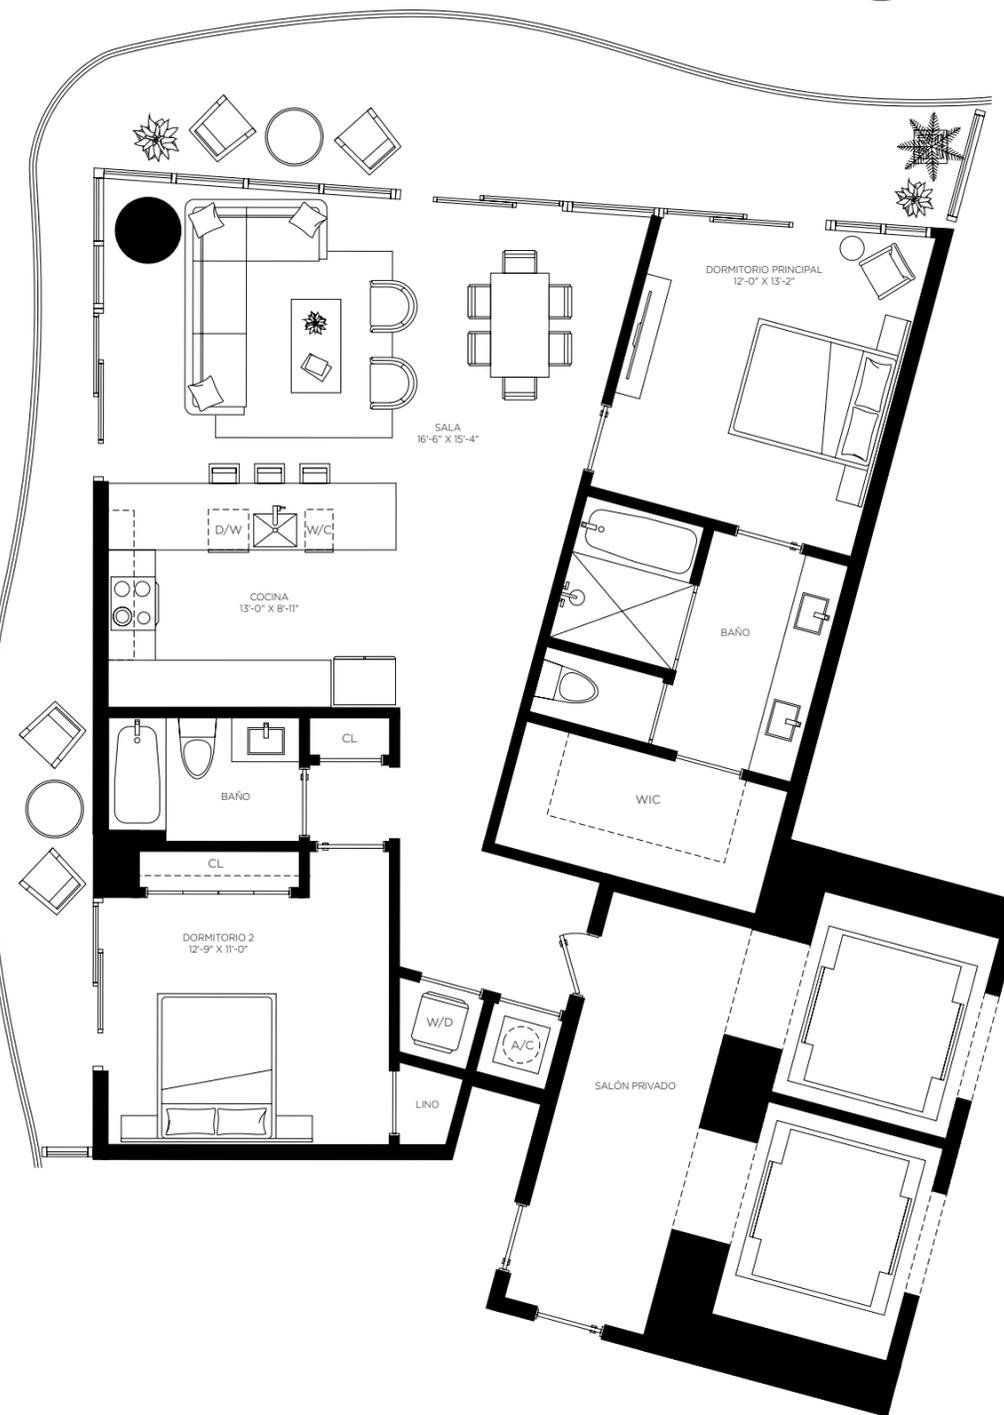 DORMITORIO PRINCIPAL
12'-0" X 13'-2"
SALA
16'-6" X 15'-4"
D/W
W/C
COCINA
13'-0" X 8'-11"
BAÑO
CL
BAÑO
WIC
CL
DORMITORIO 2
12'-9" X 11'-0"
W/D
A/C
SALÓN PRIVADO
LINO